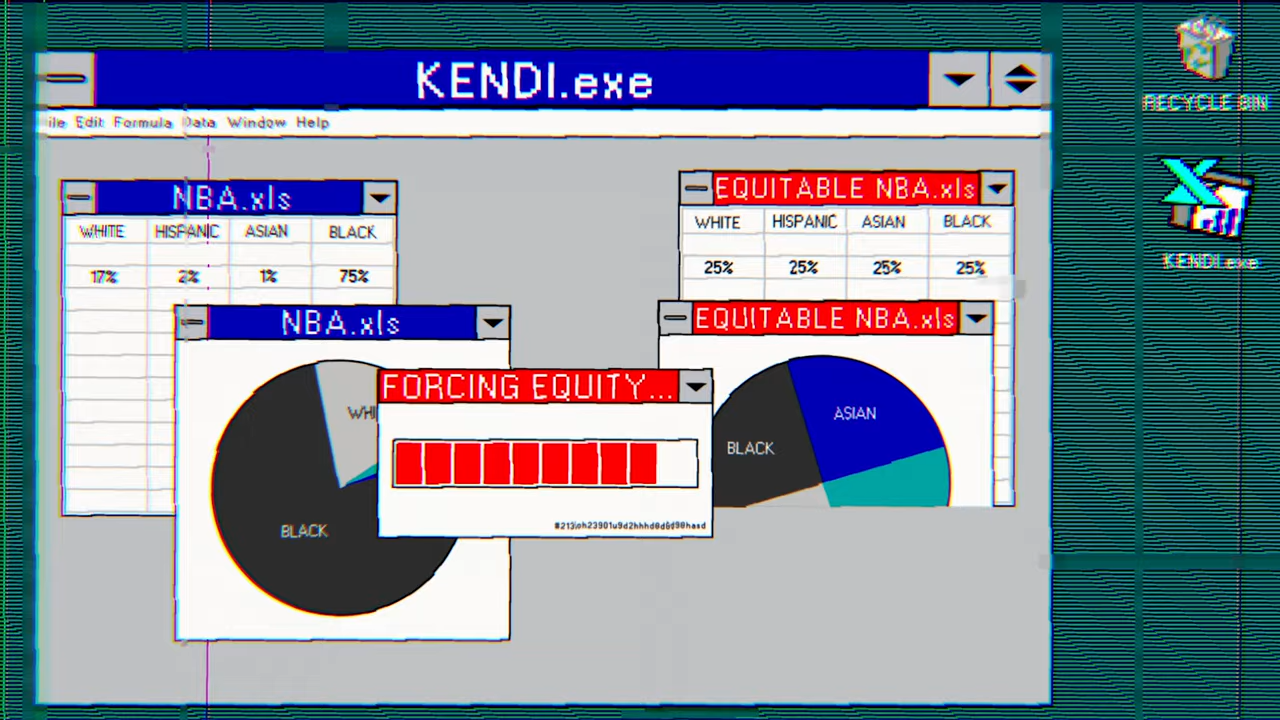 KENDI.exe
RECYCLE BIN
File Edit Formula Data Window Help
NBA.xls
WHITE HISPANIC ASIAN BLACK
17% 2% 1% 75%
EQUITABLE NBA.xls
WHITE HISPANIC ASIAN BLACK
25% 25% 25% 25%
KENDI.exe
NBA.xls
WHI
BLACK
EQUITABLE NBA.xls
ASIAN
BLACK
FORCING EQUITY...